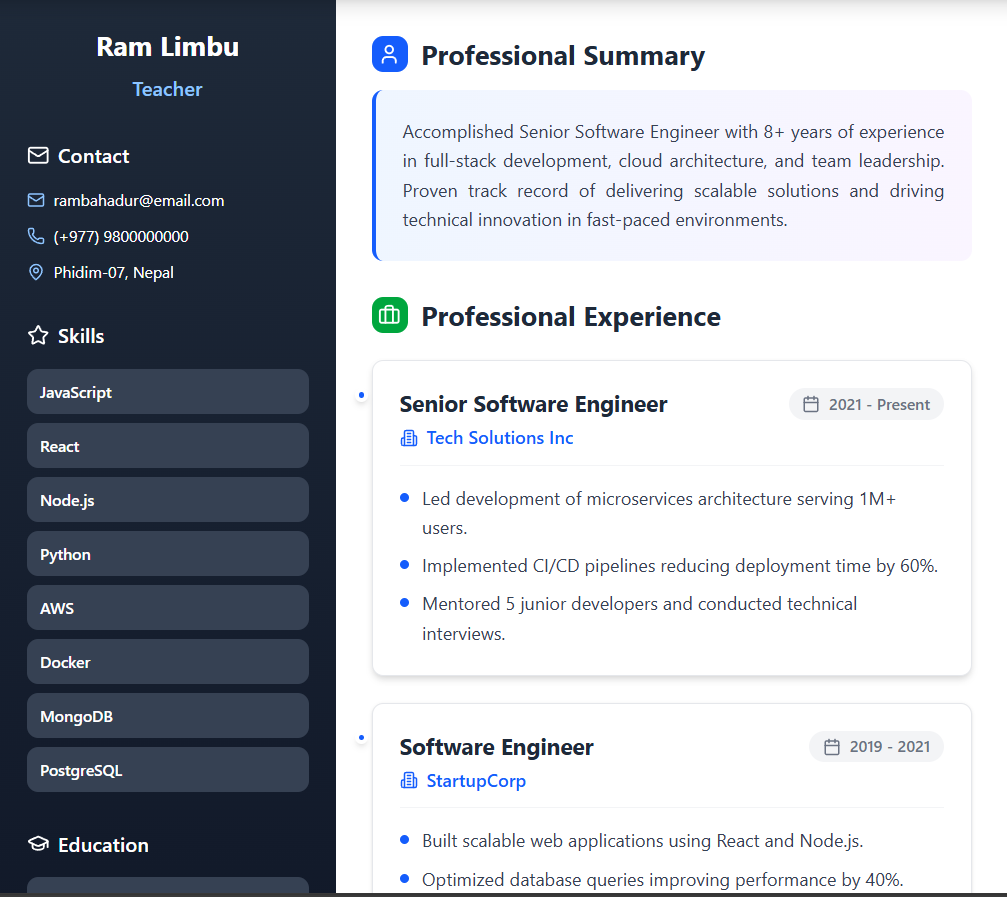 Ram Limbu
Teacher
Contact
rambahadur@email.com
(+977) 9800000000
Phidim-07, Nepal
Skills
JavaScript
React
Node.js
Python
AWS
Docker
MongoDB
PostgreSQL
Education
Professional Summary
Accomplished Senior Software Engineer with 8+ years of experience
in full-stack development, cloud architecture, and team leadership.
Proven track record of delivering scalable solutions and driving
technical innovation in fast-paced environments.
Professional Experience
Senior Software Engineer
2021 - Present
Tech Solutions Inc
Led development of microservices architecture serving 1M+
users.
Implemented CI/CD pipelines reducing deployment time by 60%.
Mentored 5 junior developers and conducted technical
interviews.
Software Engineer
2019 - 2021
StartupCorp
Built scalable web applications using React and Node.js.
Optimized database queries improving performance by 40%.